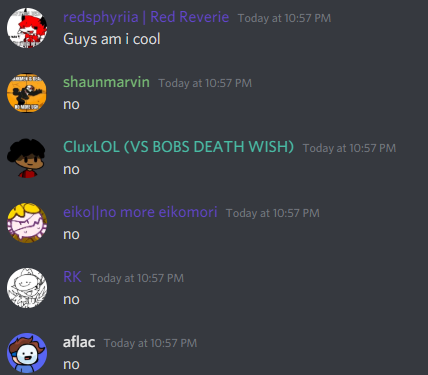 redsphyriia | Red Reverie Today at 10:57 PM
Guys am i cool
shaunmarvin Today at 10:57 PM
no
CluxLOL (VS BOBS DEATH WISH) Today at 10:57 PM
no
eiko||no more eikomori Today at 10:57 PM
no
RK Today at 10:57 PM
no
aflac Today at 10:57 PM
no